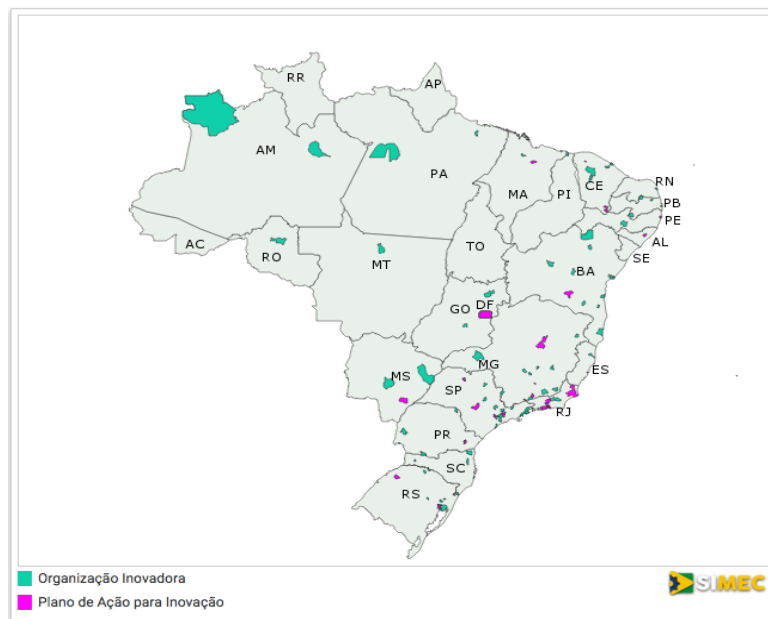 RR
AP
AM
PA
MA
PI
CE
RN
PB
PE
AL
SE
AC
RO
MT
TO
BA
GO
DF
MG
ES
MS
SP
RJ
PR
SC
RS
Organização Inovadora
Plano de Ação para Inovação
SIMEC